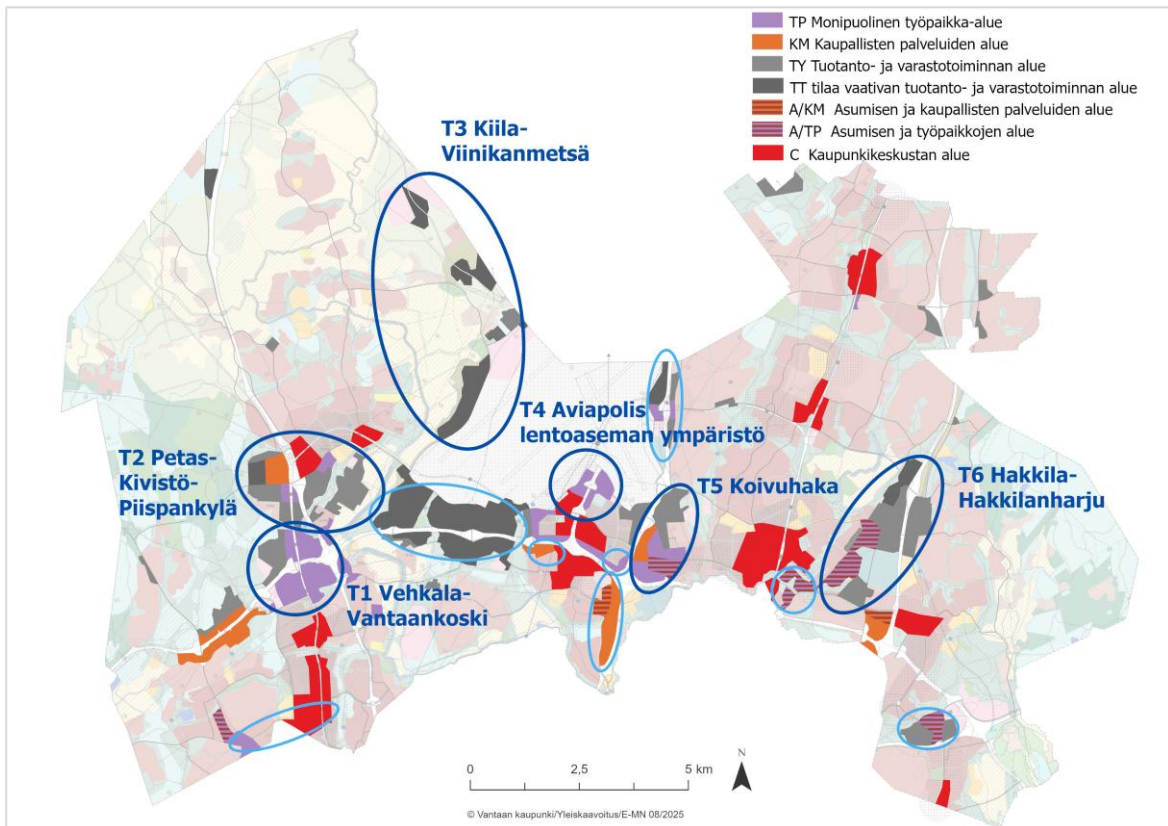 TP Monipuolinen työpaikka-alue
KM Kaupallisten palveluiden alue
TY Tuotanto- ja varastotoiminnan alue
TT tilaa vaativan tuotanto- ja varastotoiminnan alue
A/KM Asumisen ja kaupallisten palveluiden alue
A/TP Asumisen ja työpaikkojen alue
C Kaupunkikeskustan alue
T3 Kiila-
Viinikanmetsä
T4 Aviapolis
lentoaseman ympäristö
T2 Petas-
Kivistö-
Piispankylä
T5 Koivuhaka
T6 Hakkila-
Hakkilanharju
T1 Vehkala-
Vantaankoski
N
0 2,5 5 km
© Vantaan kaupunki/Yleiskaavoitus/E-MN 08/2025